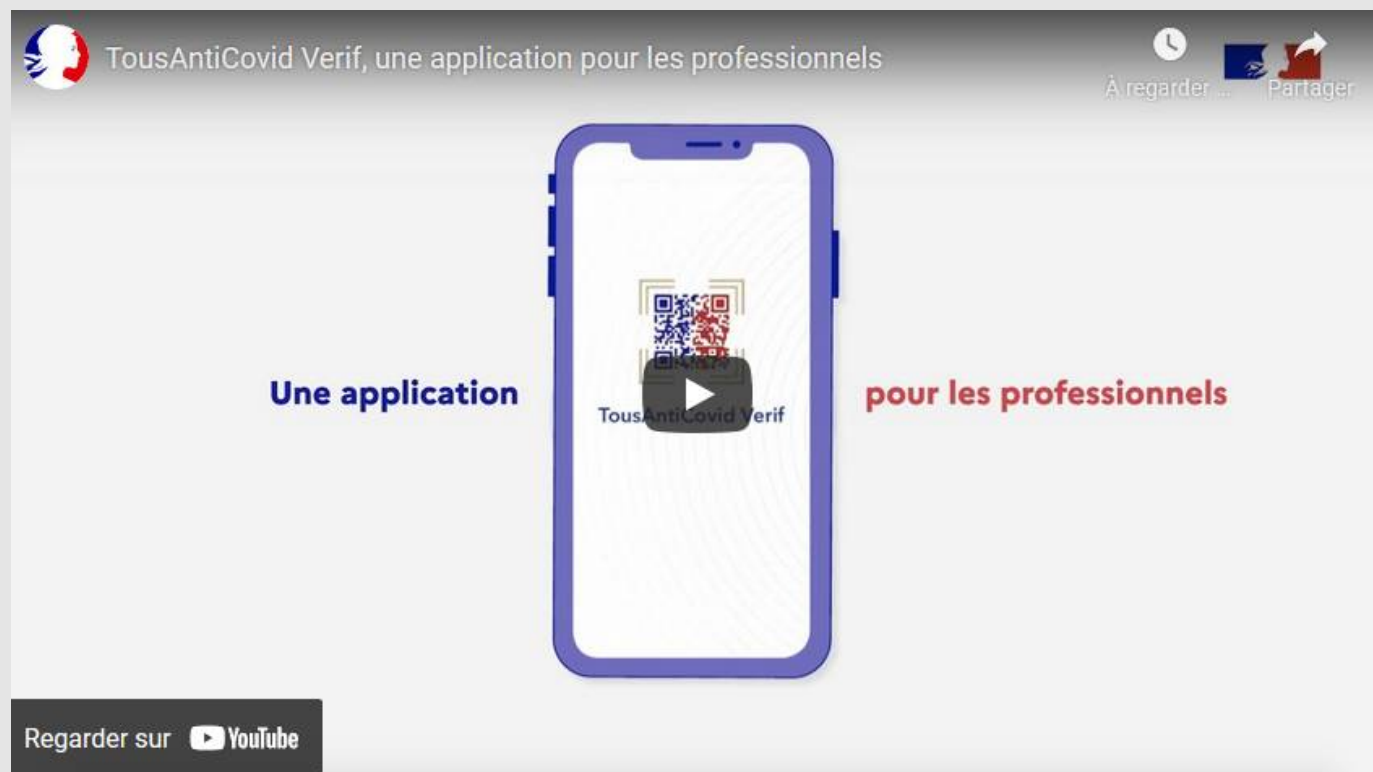 TousAntiCovid Verif, une application pour les professionnels
À regarder ...
Partager
Une application
TousAntiCovid Verif
pour les professionnels
Regarder sur YouTube